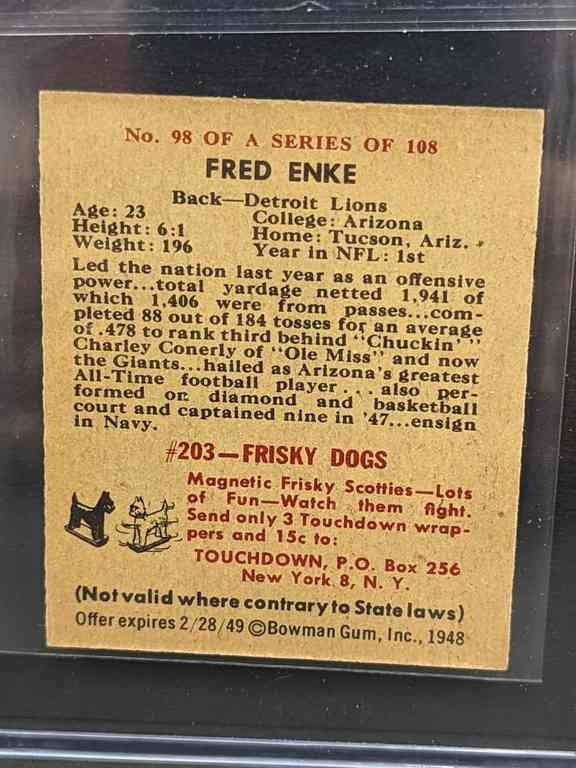 No. 98 OF A SERIES OF 108
FRED ENKE
Back—Detroit Lions
Age: 23
College: Arizona
Height: 6:1
Home: Tucson, Ariz.
Weight: 196
Year in NFL: 1st
Led the nation last year as an offensive
power...total yardage netted 1,941 of
which 1,406 were from passes...com-
pleted 88 out of 184 tosses for an average
of .478 to rank third behind "Chuckin' "
Charley Conerly of "Ole Miss" and now
the Giants...hailed as Arizona's greatest
All-Time football player... also per-
formed on diamond and basketball
court and captained nine in '47...ensign
in Navy.
#203—FRISKY DOGS
Magnetic Frisky Scotties—Lots
of Fun—Watch them fight.
Send only 3 Touchdown wrap-
pers and 15c to:
TOUCHDOWN, P.O. Box 256
New York 8, N. Y.
(Not valid where contrary to State laws)
Offer expires 2/28/49 ©Bowman Gum, Inc., 1948